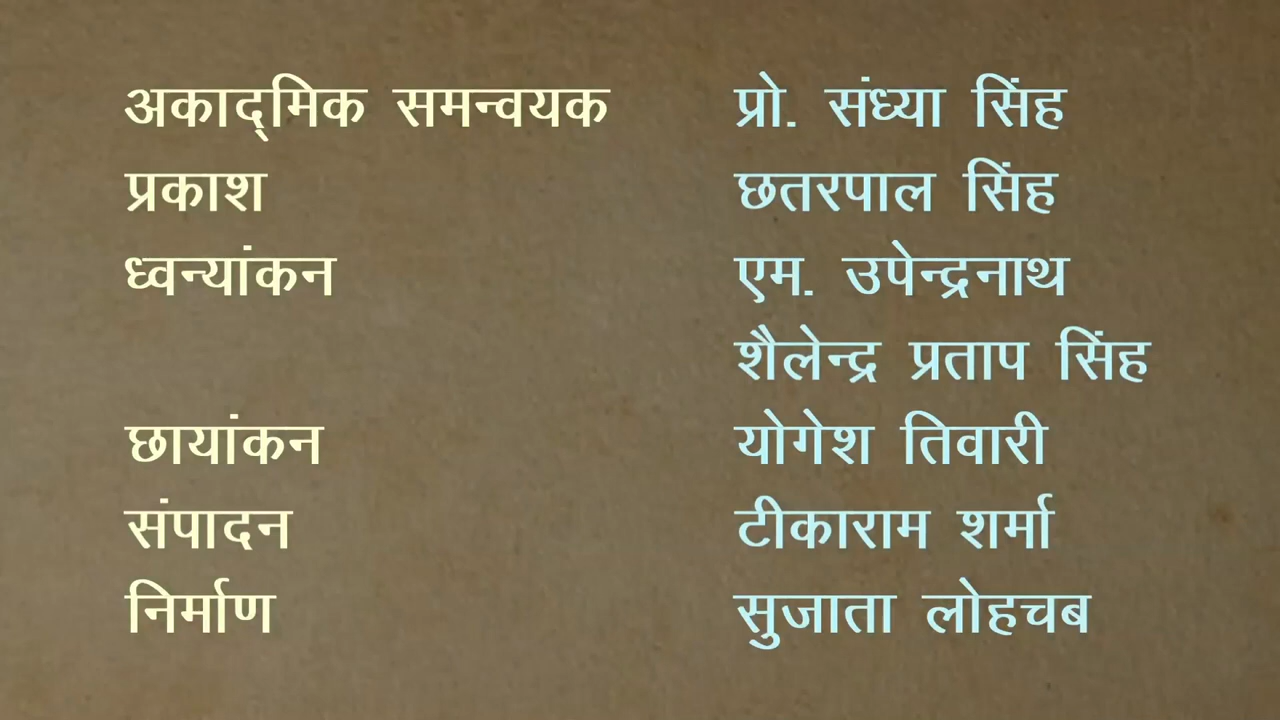 अकाद्मिक समन्वयक प्रो. संध्या सिंह
प्रकाश छतरपाल सिंह
ध्वन्यांकन एम. उपेन्द्रनाथ
शैलेन्द्र प्रताप सिंह
छायांकन योगेश तिवारी
संपादन टीकाराम शर्मा
निर्माण सुजाता लोहचब